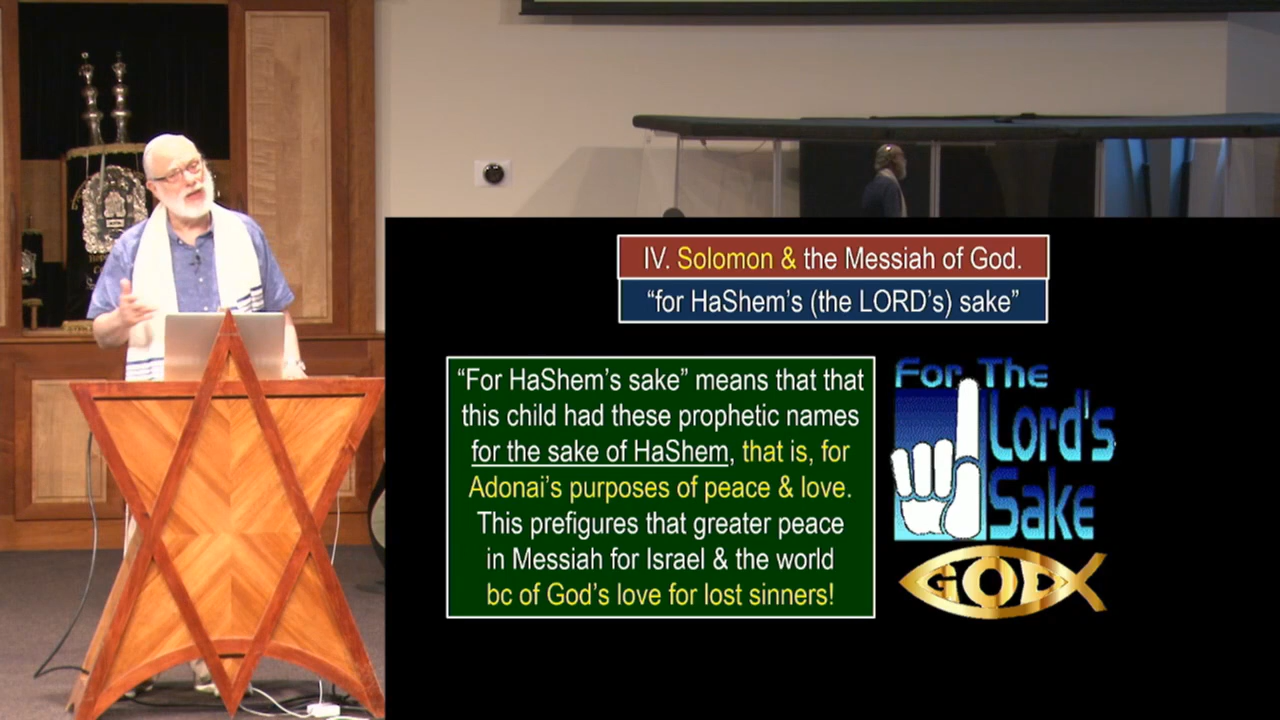 IV. Solomon & the Messiah of God.
“for HaShem’s (the LORD’s) sake”
“For HaShem’s sake” means that that
this child had these prophetic names
for the sake of HaShem, that is, for
Adonai’s purposes of peace & love.
This prefigures that greater peace
in Messiah for Israel & the world
bc of God’s love for lost sinners!
For The
Lord's
Sake
GOD